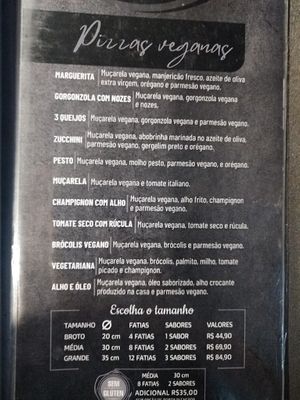 Pizzas veganas
MARGUERITA Muçarela vegana, manjericão fresco, azeite de oliva
extra virgem, orégano e parmesão vegano.
GORGONZOLA COM NOZES Muçarela vegana, gorgonzola vegana
e nozes.
3 QUEIJOS Muçarela vegana, gorgonzola vegana e parmesão vegano.
ZUCCHINI Muçarela vegana, abobrinha marinada no azeite de oliva,
parmesão vegano, gergelim preto e orégano.
PESTO Muçarela vegana, molho pesto, parmesão vegano, e orégano.
MUÇARELA Muçarela vegana e tomate italiano.
CHAMPIGNON COM ALHO Muçarela vegana, alho frito, champignon
e parmesão vegano.
TOMATE SECO COM RÚCULA Muçarela vegana, tomate seco e rúcula.
BRÓCOLIS VEGANO Muçarela vegana, brócolis e parmesão vegano.
VEGETARIANA Muçarela vegana, brócolis, palmito, milho, tomate
picado e champignon.
ALHO E ÓLEO Muçarela vegana, óleo saborizado, alho crocante
produzido na casa e parmesão vegano.
Escolha o tamanho
TAMANHO Ø FATIAS SABORES VALORES
BROTO 20 cm 4 FATIAS 1 SABOR R$ 44,90
MÉDIA 30 cm 8 FATIAS 2 SABORES R$ 69,90
GRANDE 35 cm 12 FATIAS 3 SABORES R$ 84,90
SEM
GLÚTEN
MÉDIA 30 cm
8 FATIAS 2 SABORES
ADICIONAL R$35,00